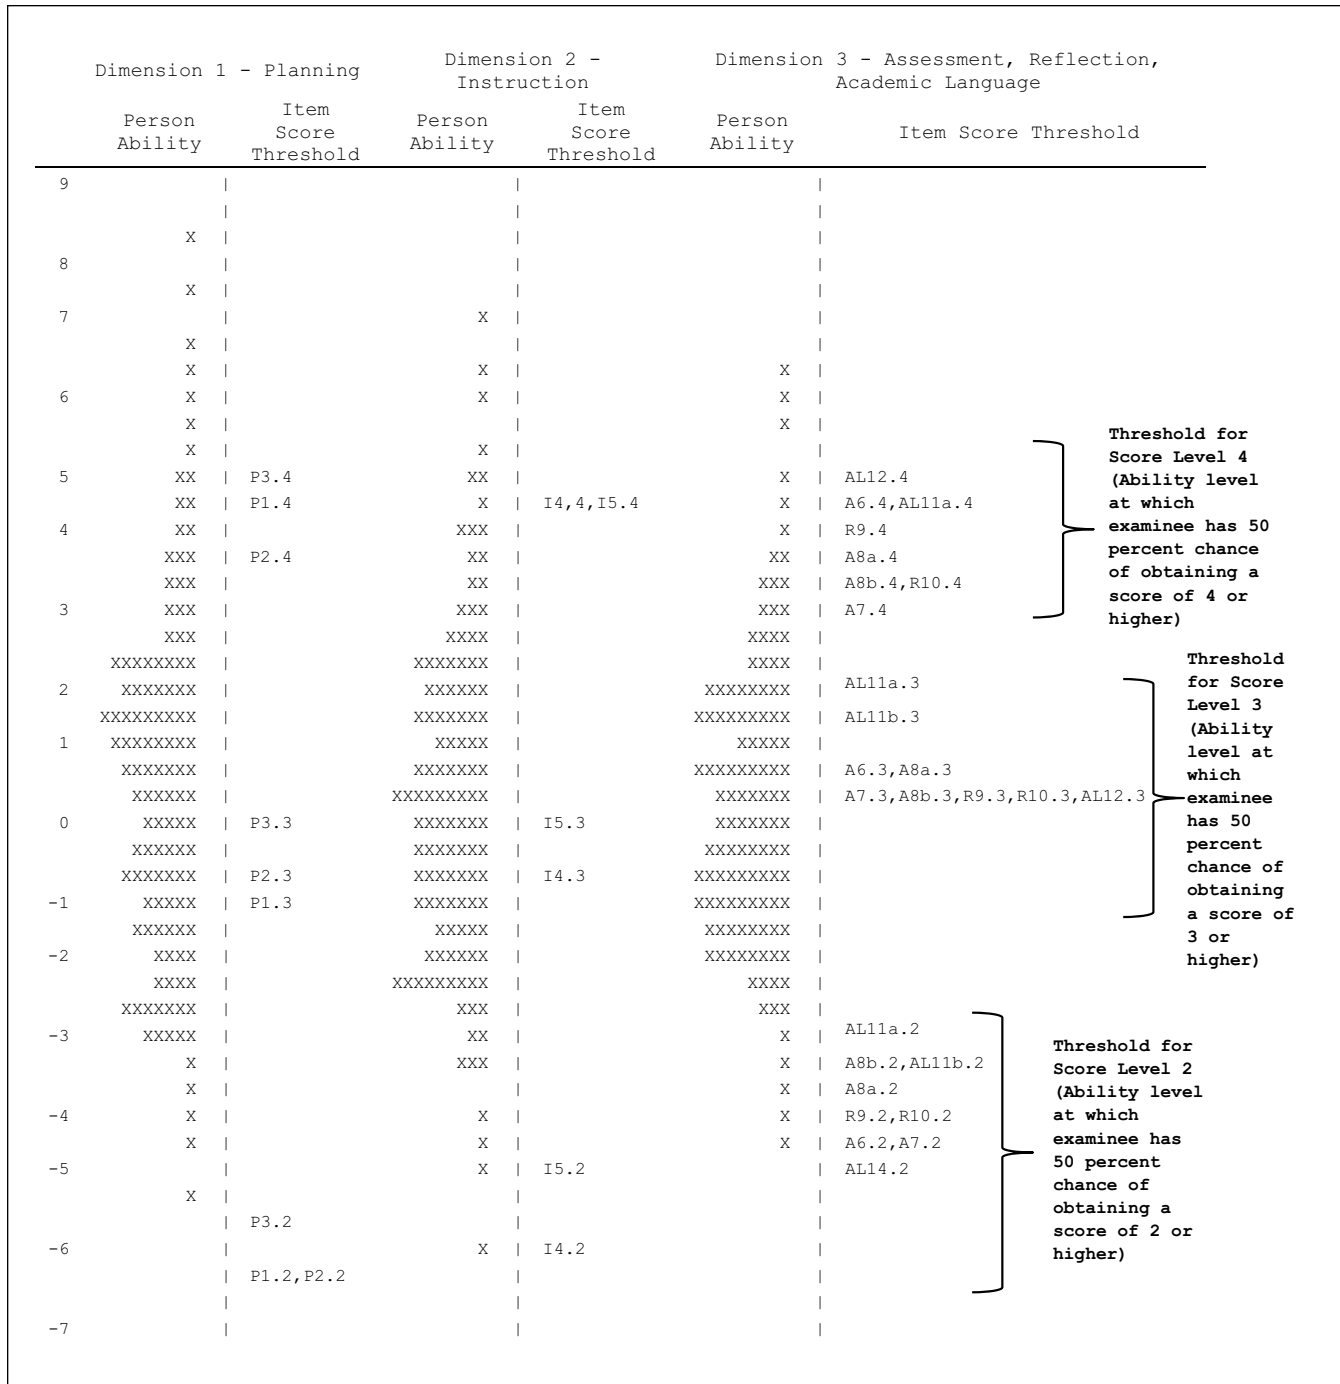 Dimension 1 - Planning
Dimension 2 -
Instruction
Dimension 3 - Assessment, Reflection,
Academic Language
Person
Ability
Item
Score
Threshold
Person
Ability
Item
Score
Threshold
Person
Ability
Item Score Threshold
9 | | |
| | |
X | | |
8 | | |
X | | |
7 | X | |
X | | |
X | X | X |
6 X | X | X |
X | | X |
X | X | |
5 XX | P3.4 XX | X | AL12.4
XX | P1.4 X | I4,4,I5.4 X | A6.4,AL11a.4
4 XX | XXX | X | R9.4
XXX | P2.4 XX | XX | A8a.4
XXX | XX | XXX | A8b.4,R10.4
3 XXX | XXX | XXX | A7.4
XXX | XXXX | XXXX |
XXXXXXXX | XXXXXXX | XXXX |
2 XXXXXXX | XXXXXX | XXXXXXXX | AL11a.3
XXXXXXXXX | XXXXXXX | XXXXXXXXX | AL11b.3
1 XXXXXXXX | XXXXX | XXXXX |
XXXXXXX | XXXXXXX | XXXXXXXXX | A6.3,A8a.3
XXXXXX | XXXXXXXXX | XXXXXXX | A7.3,A8b.3,R9.3,R10.3,AL12.3
0 XXXXX | P3.3 XXXXXXX | I5.3 XXXXXXX |
XXXXXX | XXXXXXX | XXXXXXXX |
XXXXXXX | P2.3 XXXXXXX | I4.3 XXXXXXXXX |
-1 XXXXX | P1.3 XXXXXXX | XXXXXXXXX |
XXXXXX | XXXXX | XXXXXXXX |
-2 XXXX | XXXXXX | XXXXXXXX |
XXXX | XXXXXXXXX | XXXX |
XXXXXXX | XXX | XXX |
-3 XXXXX | XX | X | AL11a.2
X | XXX | X | A8b.2,AL11b.2
X | | X | A8a.2
-4 X | X | X | R9.2,R10.2
X | X | X | A6.2,A7.2
-5 | X | I5.2 | AL14.2
X | | |
| P3.2 | |
-6 | X | I4.2 |
| P1.2,P2.2 | |
| | |
-7 | | |
Threshold for
Score Level 4
(Ability level
at which
examinee has 50
percent chance
of obtaining a
score of 4 or
higher)
Threshold
for Score
Level 3
(Ability
level at
which
examinee
has 50
percent
chance of
obtaining
a score of
3 or
higher)
Threshold for
Score Level 2
(Ability level
at which
examinee has
50 percent
chance of
obtaining a
score of 2 or
higher)